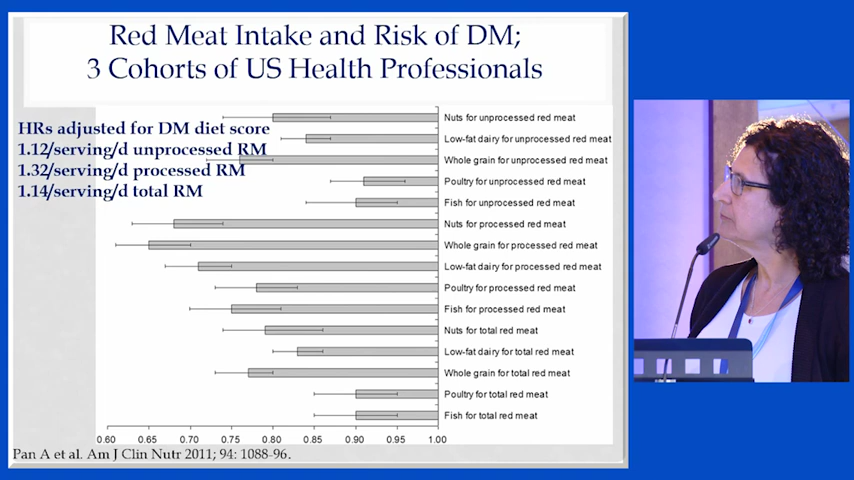 Red Meat Intake and Risk of DM;
3 Cohorts of US Health Professionals
HRs adjusted for DM diet score
1.12/serving/d unprocessed RM
1.32/serving/d processed RM
1.14/serving/d total RM
Nuts for unprocessed red meat
Low-fat dairy for unprocessed red meat
Whole grain for unprocessed red meat
Poultry for unprocessed red meat
Fish for unprocessed red meat
Nuts for processed red meat
Whole grain for processed red meat
Low-fat dairy for processed red meat
Poultry for processed red meat
Fish for processed red meat
Nuts for total red meat
Low-fat dairy for total red meat
Whole grain for total red meat
Poultry for total red meat
Fish for total red meat
0.60 0.65 0.70 0.75 0.80 0.85 0.90 0.95 1.00
Pan A et al. Am J Clin Nutr 2011; 94: 1088-96.